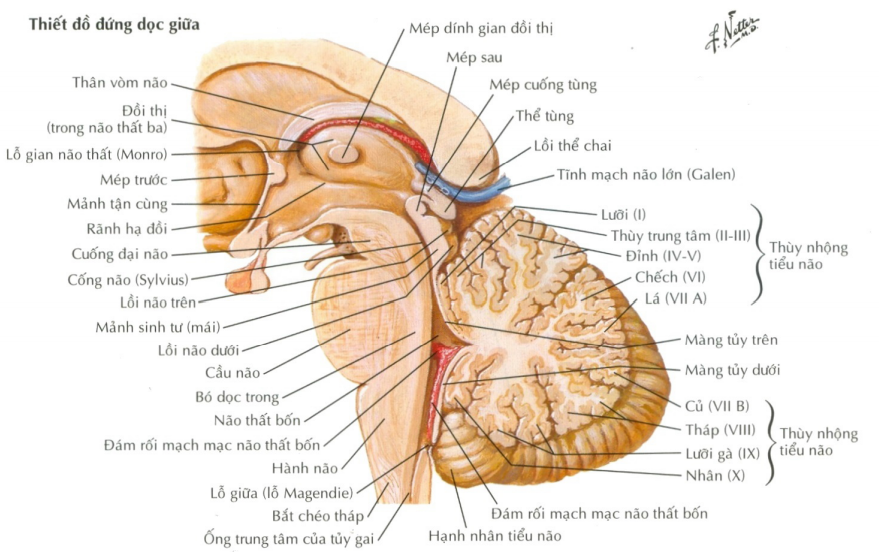 Thiết đồ đứng dọc giữa
F. Netter
M.D.
Mép dính gian đồi thị
Mép sau
Mép cuống tùng
Thể tùng
Lồi thể chai
Tĩnh mạch não lớn (Galen)
Thân vòm não
Đồi thị
(trong não thất ba)
Lỗ gian não thất (Monro)
Mép trước
Mảnh tận cùng
Rãnh hạ đồi
Cuống đại não
Cống não (Sylvius)
Lồi não trên
Mảnh sinh tư (mái)
Lồi não dưới
Cầu não
Bó dọc trong
Não thất bốn
Đám rối mạch mạc não thất bốn
Hành não
Lỗ giữa (lỗ Magendie)
Bắt chéo tháp
Ống trung tâm của tủy gai
Lưỡi (I)
Thùy trung tâm (II-III)
Đỉnh (IV-V)
Chếch (VI)
Lá (VII A)
Thùy nhộng
tiểu não
Màng tủy trên
Màng tủy dưới
Củ (VII B)
Tháp (VIII)
Lưỡi gà (IX)
Nhân (X)
Thùy nhộng
tiểu não
Đám rối mạch mạc não thất bốn
Hạnh nhân tiểu não